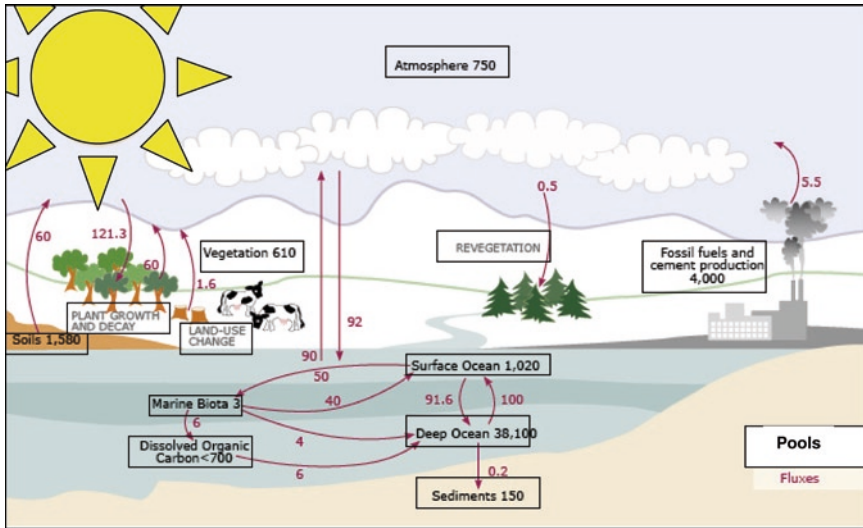 Atmosphere 750
5.5
0.5
60
121.3
60
1.6
Vegetation 610
REVEGETATION
Fossil fuels and
cement production
4,000
PLANT GROWTH
AND DECAY
LAND-USE
CHANGE
Soils 1,580
92
90
50
Surface Ocean 1,020
Marine Biota 3
40
91.6
100
6
4
Deep Ocean 38,100
Dissolved Organic
Carbon<700
6
0.2
Sediments 150
Pools
Fluxes